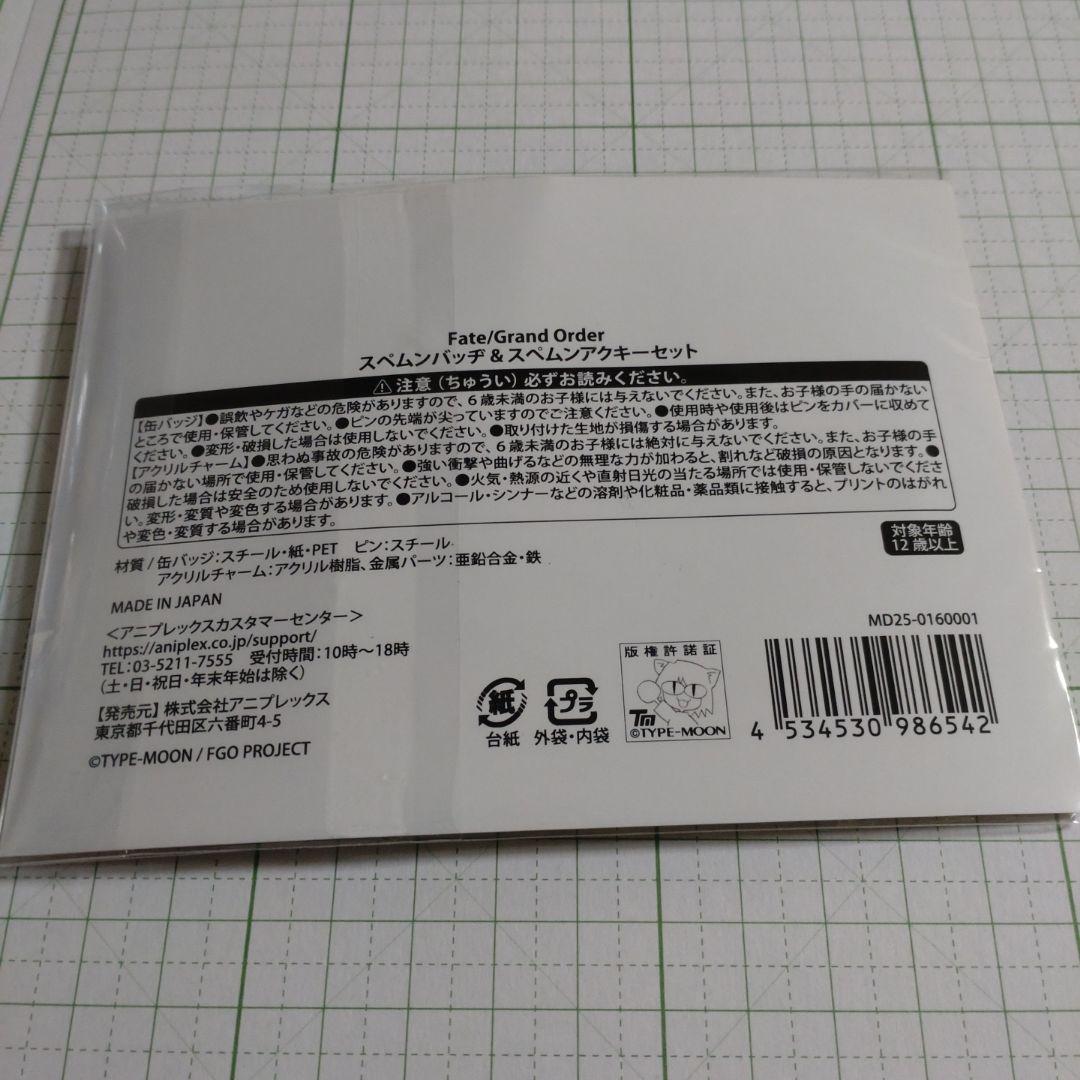 Fate/Grand Order
スペムンバッヂ & スペムンアクキーセット
⚠ 注意（ちゅうい）必ずお読みください。
【缶バッジ】●誤飲やケガなどの危険がありますので、6歳未満のお子様には与えないでください。また、お子様の手の届かない
ところで使用・保管してください。●ピンの先端が尖っていますのでご注意ください。●使用時や使用後はピンをカバーに収めて
ください。●変形・破損した場合は使用しないでください。●取り付けた生地が損傷する場合があります。
【アクリルチャーム】●思わぬ事故の危険がありますので、6歳未満のお子様には絶対に与えないでください。また、お子様の手
の届かない場所で使用・保管してください。●強い衝撃や曲げるなどの無理な力が加わると、割れなど破損の原因となります。●
破損した場合は安全のため使用しないでください。●火気・熱源の近くや直射日光の当たる場所では使用・保管しないでくださ
い。変形・変質や変色する場合があります。●アルコール・シンナーなどの溶剤や化粧品・薬品類に接触すると、プリントのはがれ
や変色・変質する場合があります。
対象年齢
12歳以上
材質 / 缶バッジ：スチール・紙・PET　ピン：スチール
アクリルチャーム：アクリル樹脂、金属パーツ：亜鉛合金・鉄
MADE IN JAPAN
＜アニプレックスカスタマーセンター＞
https://aniplex.co.jp/support/
TEL：03-5211-7555　受付時間：10時～18時
（土・日・祝日・年末年始は除く）
【発売元】株式会社アニプレックス
東京都千代田区六番町4-5
©TYPE-MOON / FGO PROJECT
紙
台紙
プラ
外袋・内袋
版権許諾証
TM
©TYPE-MOON
MD25-0160001
4 534530 986542